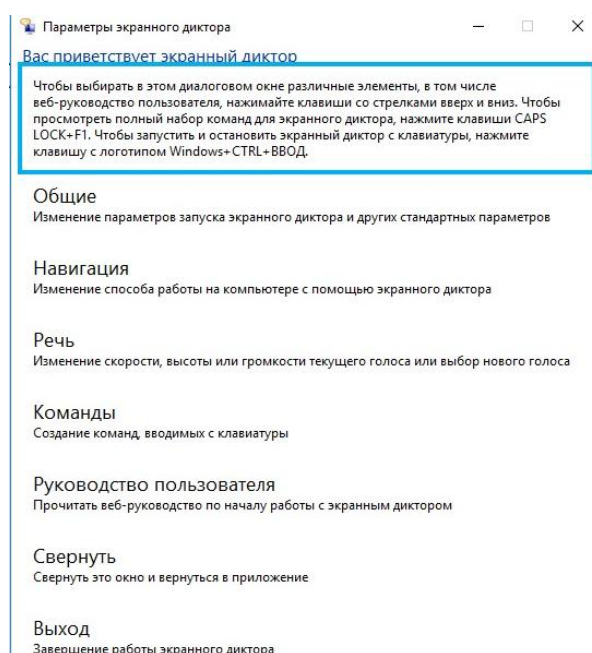 Параметры экранного диктора
Вас приветствует экранный диктор
Чтобы выбирать в этом диалоговом окне различные элементы, в том числе
веб-руководство пользователя, нажимайте клавиши со стрелками вверх и вниз. Чтобы
просмотреть полный набор команд для экранного диктора, нажмите клавиши CAPS
LOCK+F1. Чтобы запустить и остановить экранный диктор с клавиатуры, нажмите
клавишу с логотипом Windows+CTRL+ВВОД.
Общие
Изменение параметров запуска экранного диктора и других стандартных параметров
Навигация
Изменение способа работы на компьютере с помощью экранного диктора
Речь
Изменение скорости, высоты или громкости текущего голоса или выбор нового голоса
Команды
Создание команд, вводимых с клавиатуры
Руководство пользователя
Прочитать веб-руководство по началу работы с экранным диктором
Свернуть
Свернуть это окно и вернуться в приложение
Выход
Завершение работы экранного диктора